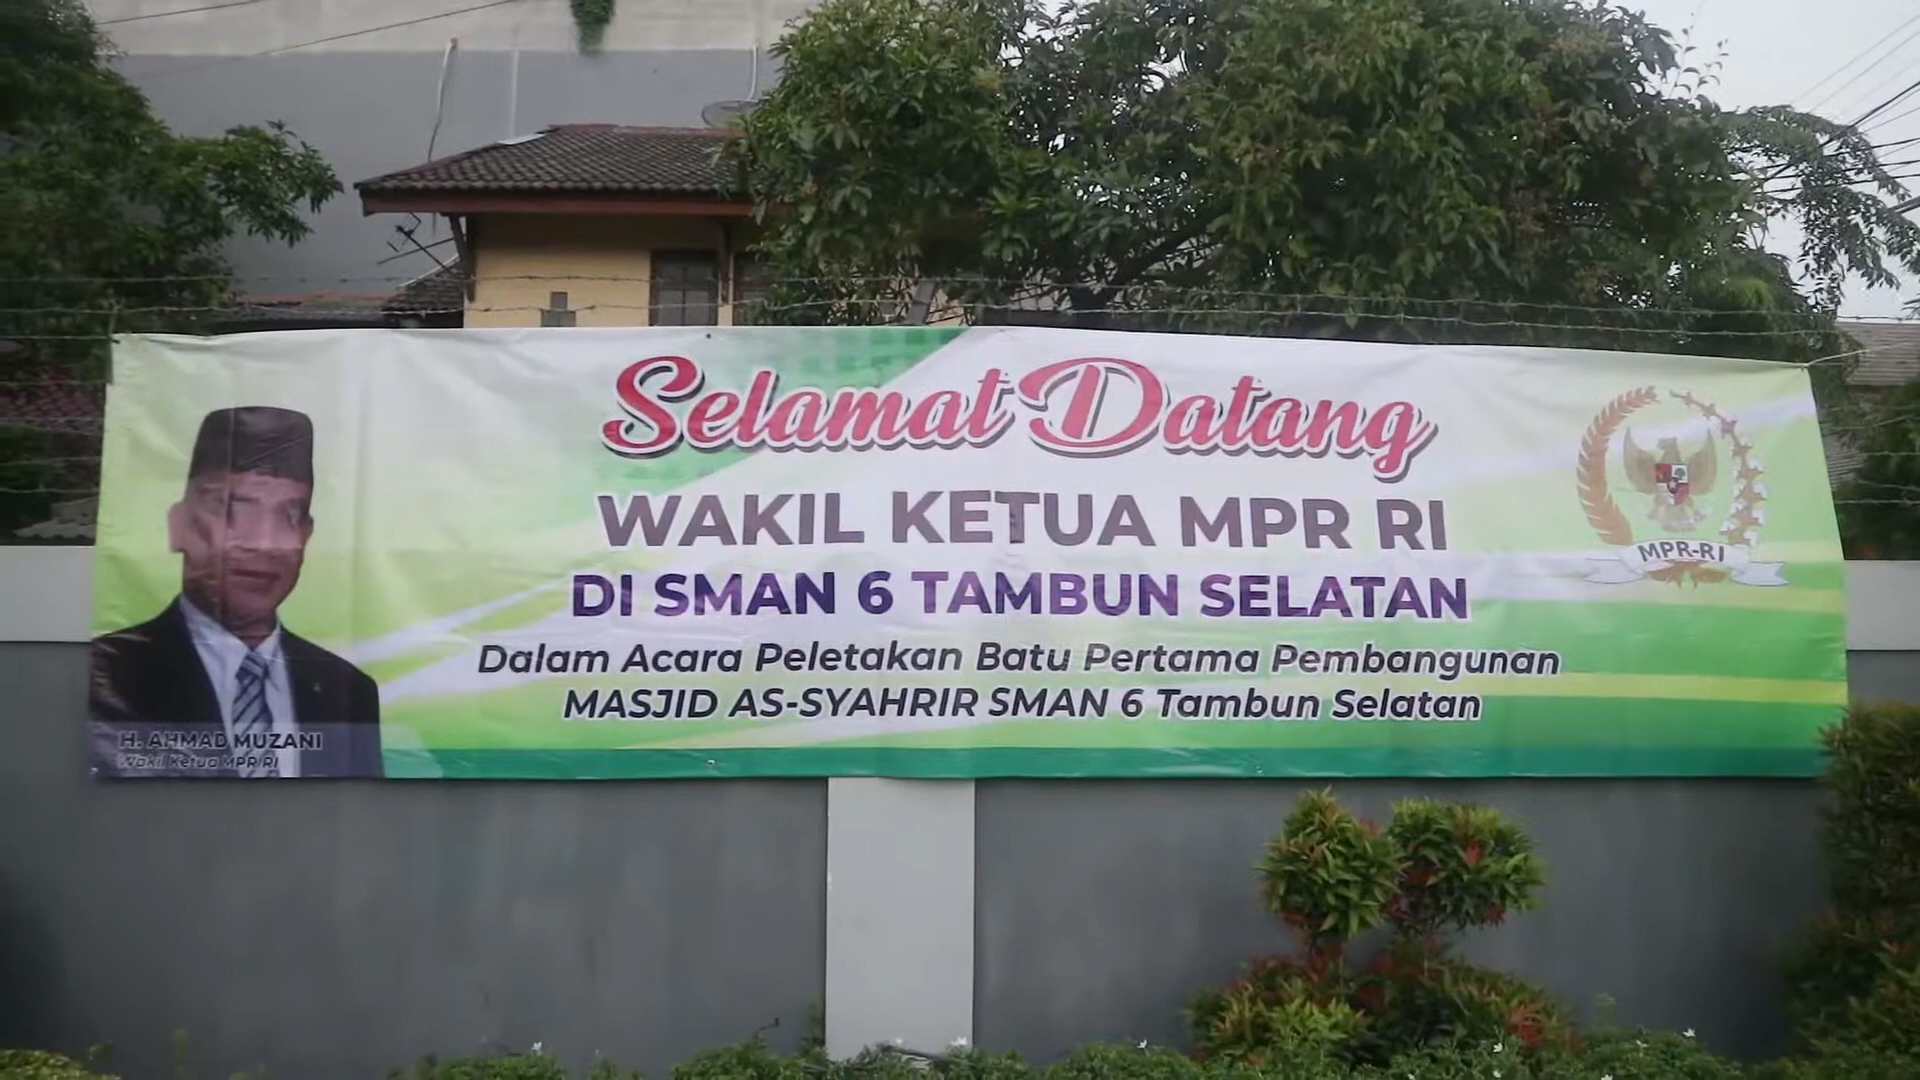 Selamat Datang
WAKIL KETUA MPR RI
DI SMAN 6 TAMBUN SELATAN
Dalam Acara Peletakan Batu Pertama Pembangunan
MASJID AS-SYAHRIR SMAN 6 Tambun Selatan
MPR-RI
H. AHMAD MUZANI
Wakil Ketua MPR RI